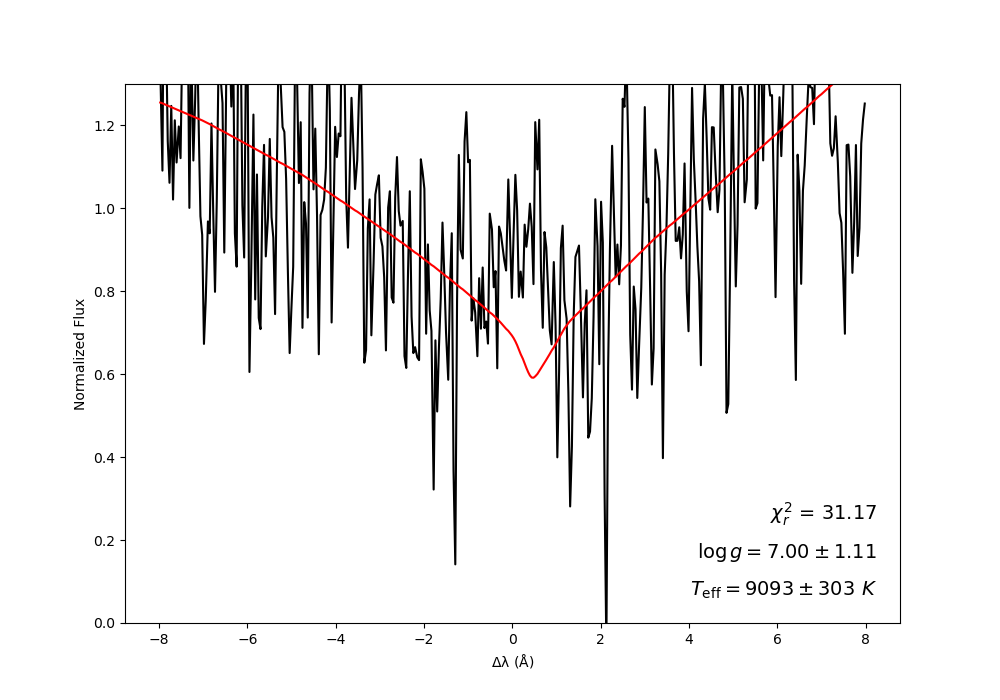 1.2
1.0
0.8
0.6
0.4
0.2
0.0
Normalized Flux
χ²ᵣ = 31.17
log g = 7.00 ± 1.11
T_eff = 9093 ± 303 K
−8 −6 −4 −2 0 2 4 6 8
Δλ (Å)